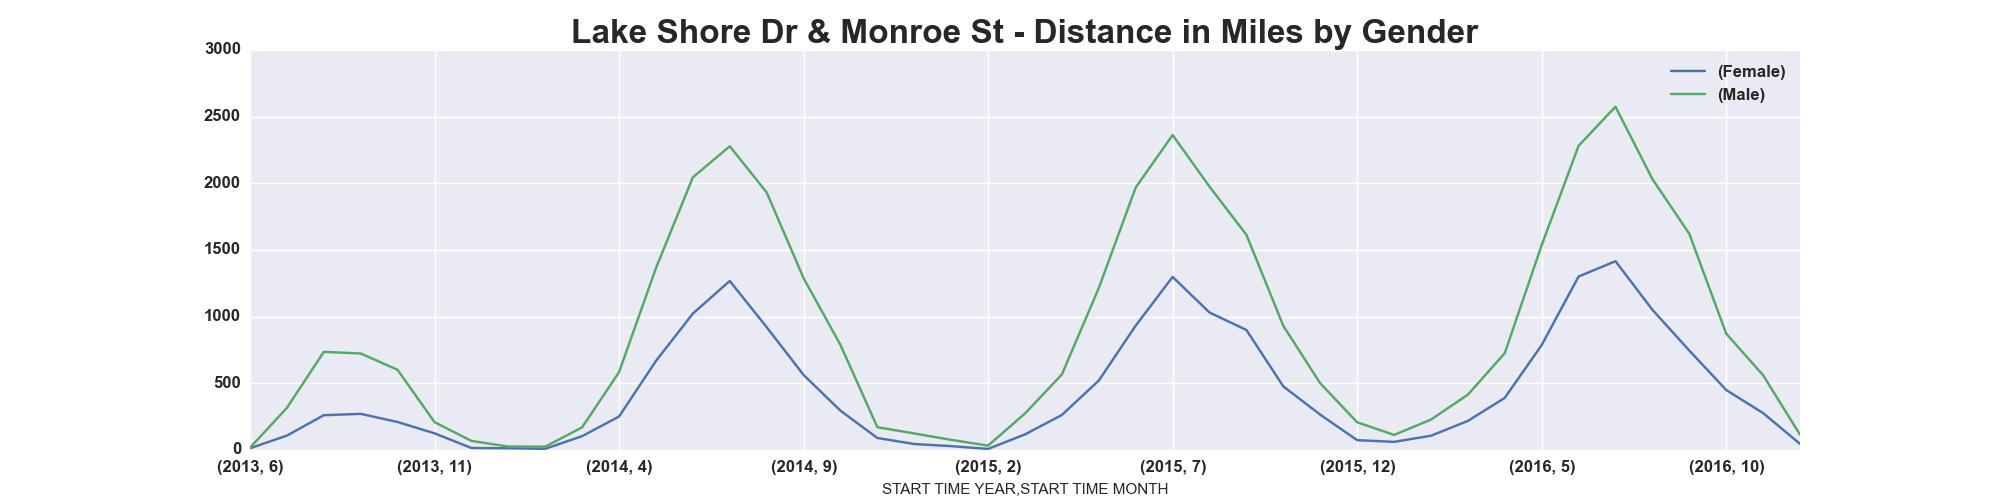 Lake Shore Dr & Monroe St - Distance in Miles by Gender
3000
2500
2000
1500
1000
500
0
(Female)
(Male)
(2013, 6) (2013, 11) (2014, 4) (2014, 9) (2015, 2) (2015, 7) (2015, 12) (2016, 5) (2016, 10)
START TIME YEAR,START TIME MONTH